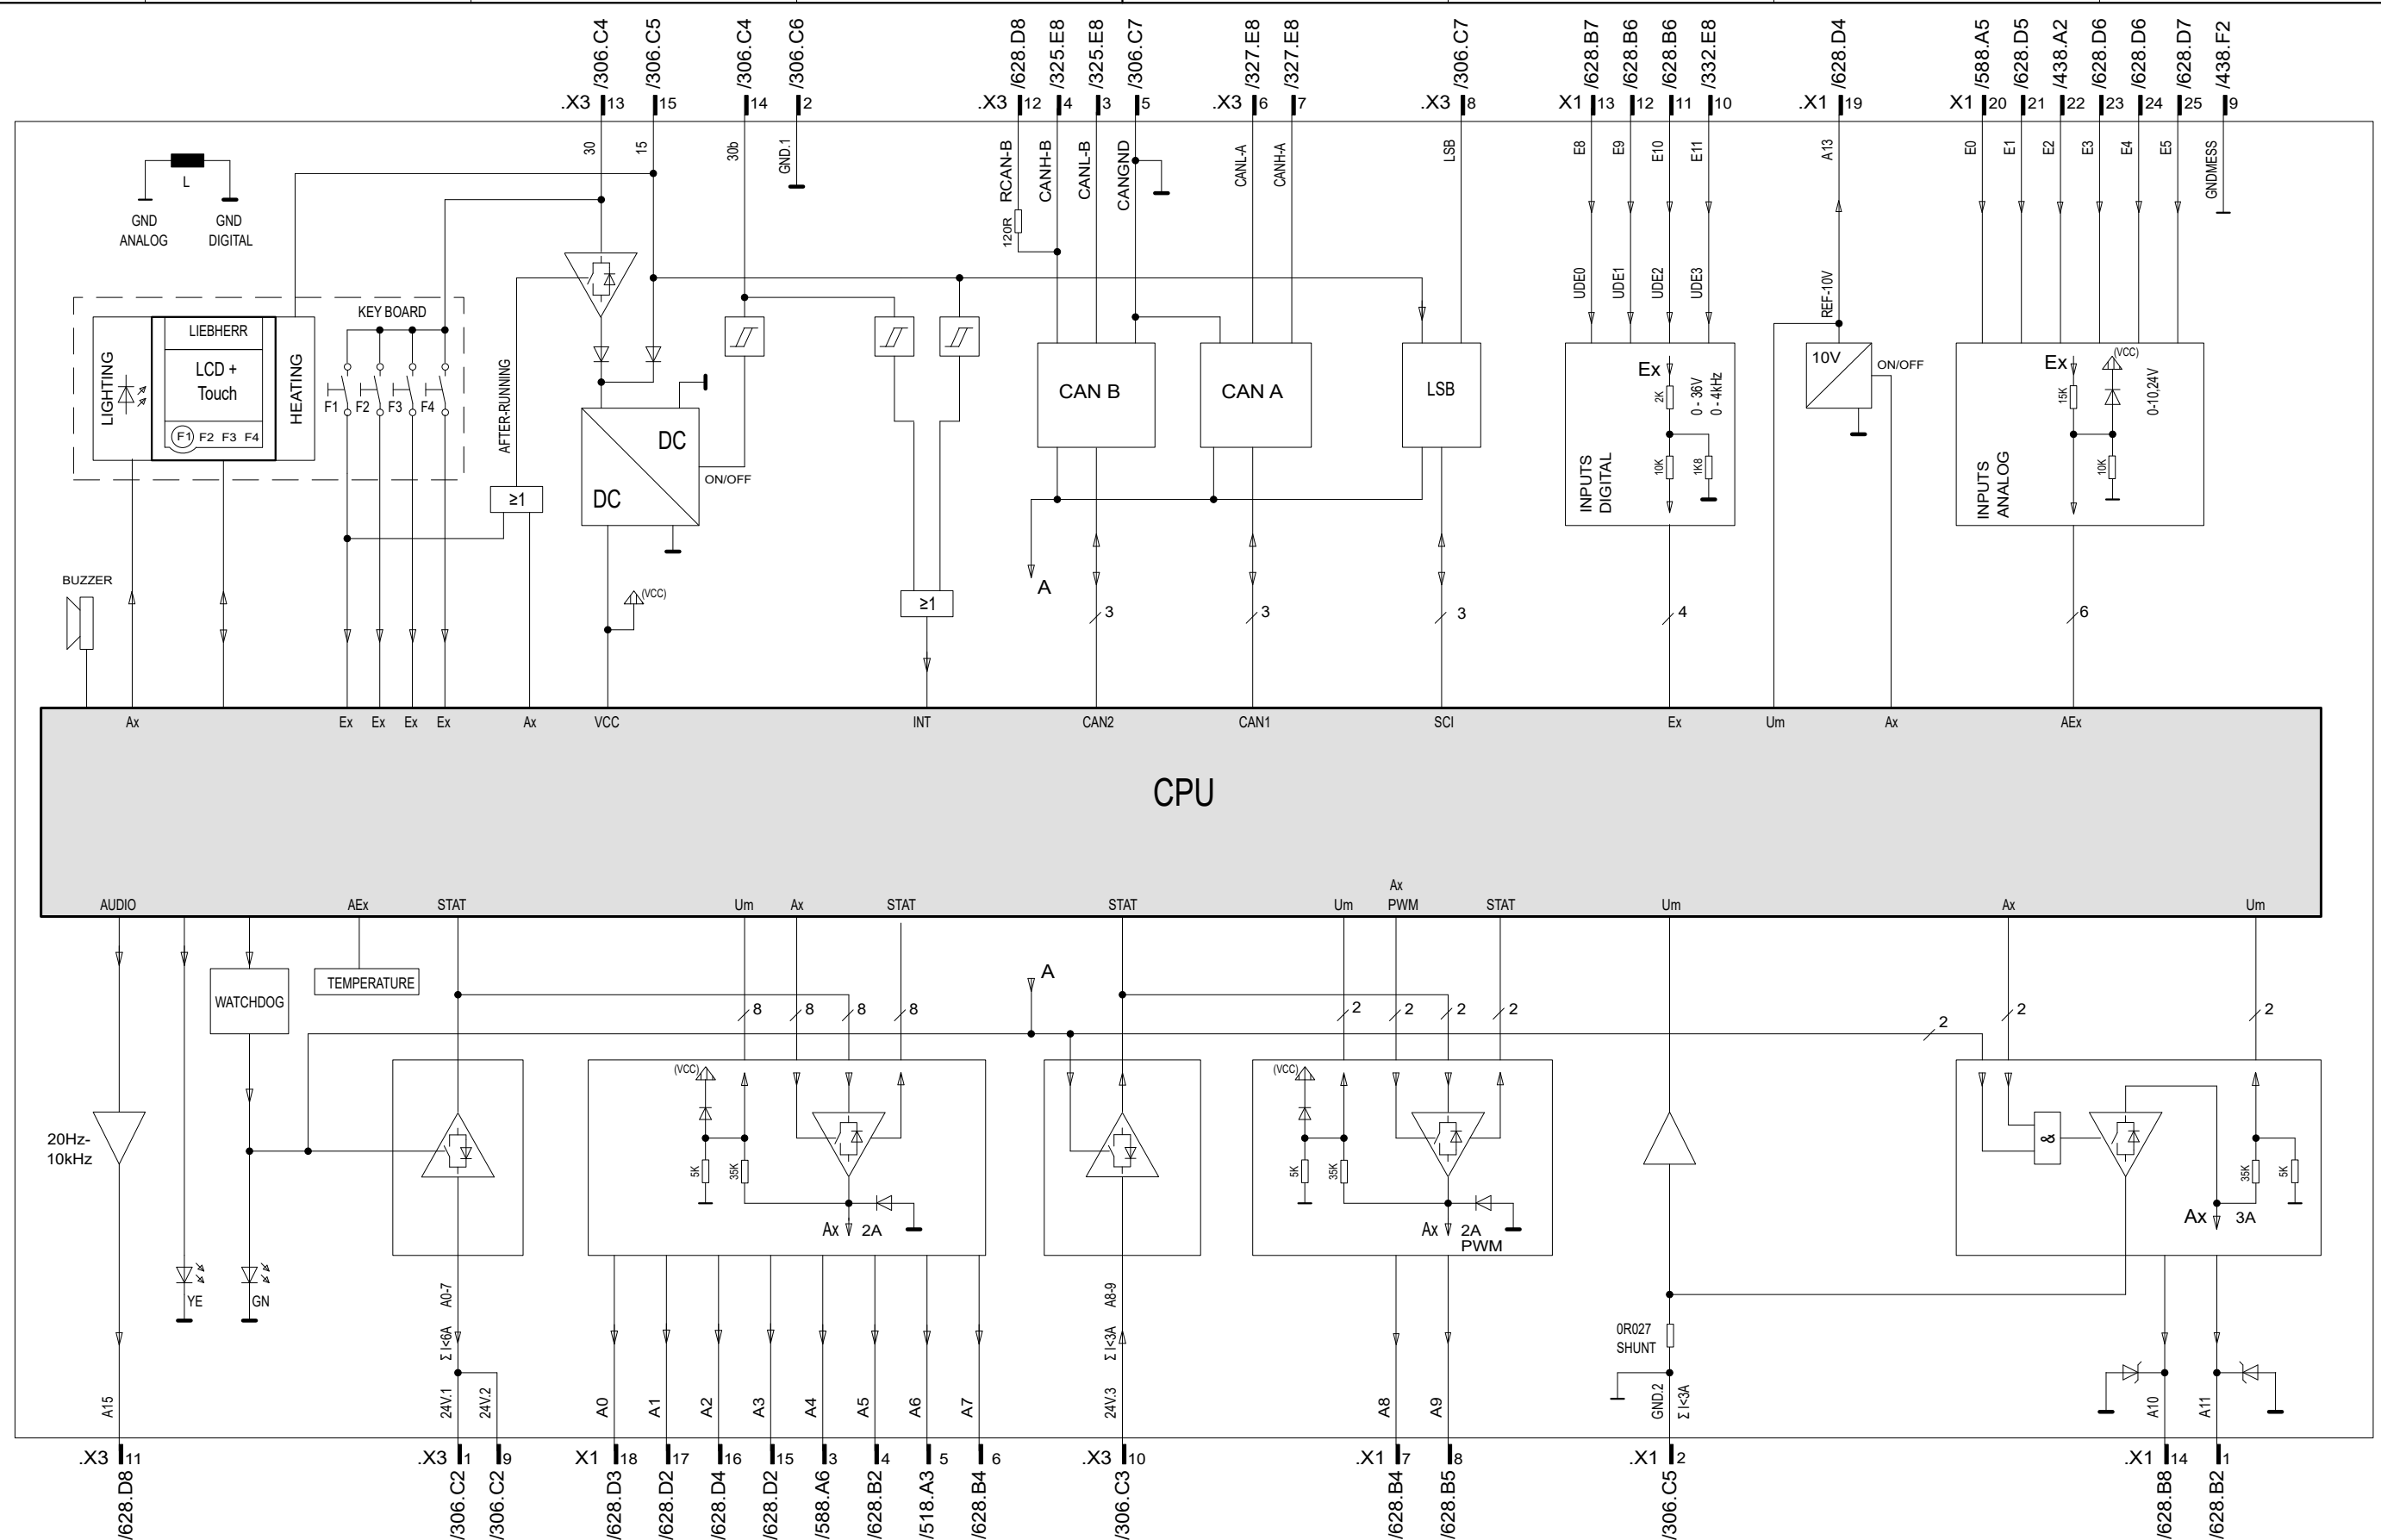 /306.C4
/306.C5
/306.C4
/306.C6
/628.D8
/325.E8
/325.E8
/306.C7
/327.E8
/327.E8
/306.C7
/628.B7
/628.B6
/628.B6
/332.E8
/628.D4
/588.A5
/628.D5
/438.A2
/628.D6
/628.D6
/628.D7
/438.F2
.X3 13 15 14 2
.X3 12 4 3 5
.X3 6 7
.X3 8
X1 13 12 11 10
.X1 19
X1 20 21 22 23 24 25 9
30
15
30b
GND.1
RCAN-B
CANH-B
CANL-B
CANGND
CANL-A
CANH-A
LSB
E8
E9
E10
E11
A13
E0
E1
E2
E3
E4
E5
GNDMESS
L
GND
ANALOG
GND
DIGITAL
120R
UDE0
UDE1
UDE2
UDE3
REF-10V
KEY BOARD
LIGHTING
LIEBHERR
LCD +
Touch
F1 F2 F3 F4
HEATING
F1 F2 F3 F4
AFTER-RUNNING
≥1
DC
DC
ON/OFF
(VCC)
≥1
CAN B
CAN A
LSB
A
3
3
3
Ex
2K
0 - 36V
0 - 4kHz
10K
1K8
INPUTS
DIGITAL
4
10V
ON/OFF
Ex
(VCC)
15K
0-10,24V
10K
INPUTS
ANALOG
6
BUZZER
Ax
Ex Ex Ex Ex
Ax
VCC
INT
CAN2
CAN1
SCI
Ex
Um
Ax
AEx
CPU
AUDIO
AEx
STAT
Um
Ax
STAT
STAT
Um
Ax
PWM
STAT
Um
Ax
Um
WATCHDOG
TEMPERATURE
A
8 8 8 8
2 2 2 2
2
2
2
20Hz-
10kHz
YE
GN
(VCC)
5K
35K
Ax 2A
(VCC)
5K
35K
Ax 2A
PWM
&
35K
5K
Ax 3A
A0-7
Σ I<6A
24V.1
24V.2
A8-9
Σ I<3A
24V.3
0R027
SHUNT
GND.2
Σ I<3A
A15
A0
A1
A2
A3
A4
A5
A6
A7
A8
A9
A10
A11
.X3 11
.X3 1 9
X1 18 17 16 15 3 4 5 6
.X3 10
.X1 7 8
.X1 2
.X1 14 1
/628.D8
/306.C2
/306.C2
/628.D3
/628.D2
/628.D4
/628.D2
/588.A6
/628.B2
/518.A3
/628.B4
/306.C3
/628.B4
/628.B5
/306.C5
/628.B8
/628.B2